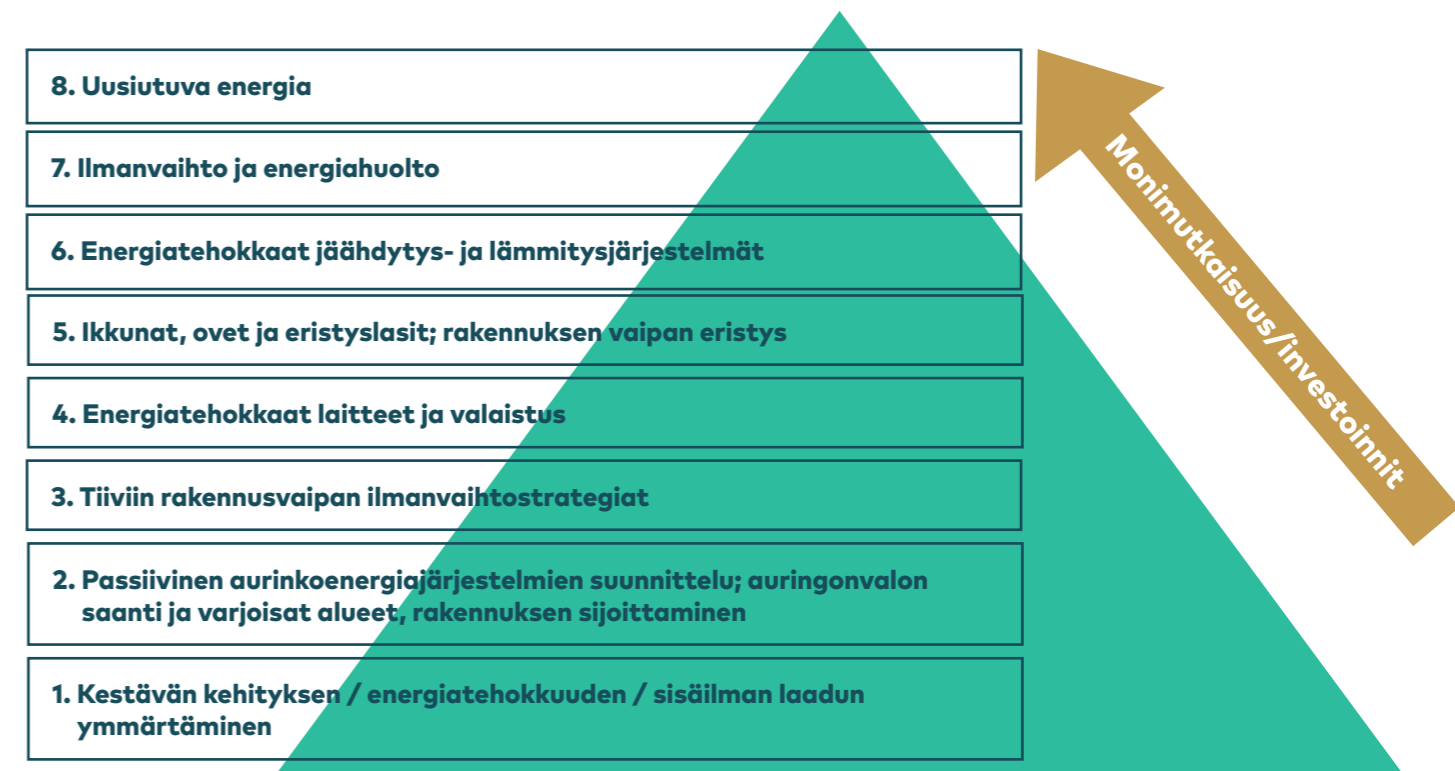 8. Uusiutuva energia
7. Ilmanvaihto ja energiahuolto
6. Energiatehokkaat jäähdytys- ja lämmitysjärjestelmät
5. Ikkunat, ovet ja eristyslasit; rakennuksen vaipan eristys
4. Energiatehokkaat laitteet ja valaistus
3. Tiiviin rakennusvaipan ilmanvaihtostrategiat
2. Passiivinen aurinkoenergiajärjestelmien suunnittelu; auringonvalon
saanti ja varjoisat alueet, rakennuksen sijoittaminen
1. Kestävän kehityksen / energiatehokkuuden / sisäilman laadun
ymmärtäminen
Monimutkaisuus/investoinnit